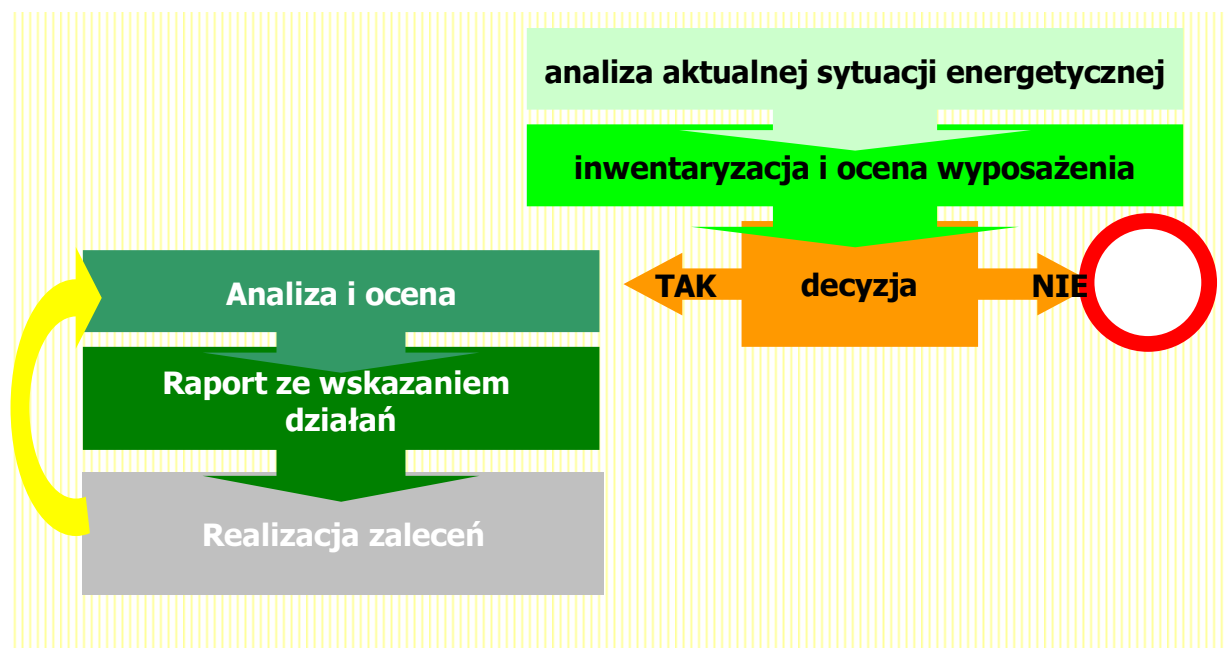 analiza aktualnej sytuacji energetycznej
inwentaryzacja i ocena wyposażenia
TAK
decyzja
NIE
Analiza i ocena
Raport ze wskazaniem
działań
Realizacja zaleceń